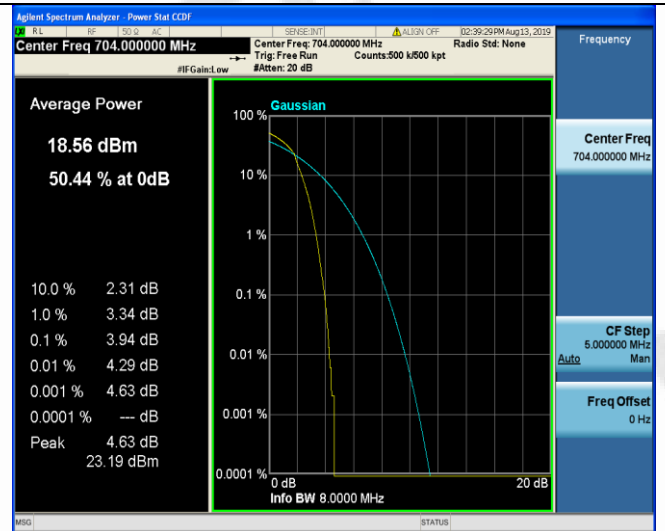 Agilent Spectrum Analyzer - Power Stat CCDF
RL RF 50 Ω AC SENSE:INT ALIGN OFF 02:39:29 PM Aug 13, 2019
Center Freq 704.000000 MHz
Center Freq: 704.000000 MHz Radio Std: None
Trig: Free Run Counts:500 k/500 kpt
#IFGain:Low #Atten: 20 dB
Frequency
Average Power
18.56 dBm
50.44 % at 0dB
10.0 % 2.31 dB
1.0 % 3.34 dB
0.1 % 3.94 dB
0.01 % 4.29 dB
0.001 % 4.63 dB
0.0001 % --- dB
Peak 4.63 dB
23.19 dBm
Gaussian
100 %
10 %
1 %
0.1 %
0.01 %
0.001 %
0.0001 %
0 dB 20 dB
Info BW 8.0000 MHz
Center Freq
704.000000 MHz
CF Step
5.000000 MHz
Auto Man
Freq Offset
0 Hz
MSG STATUS